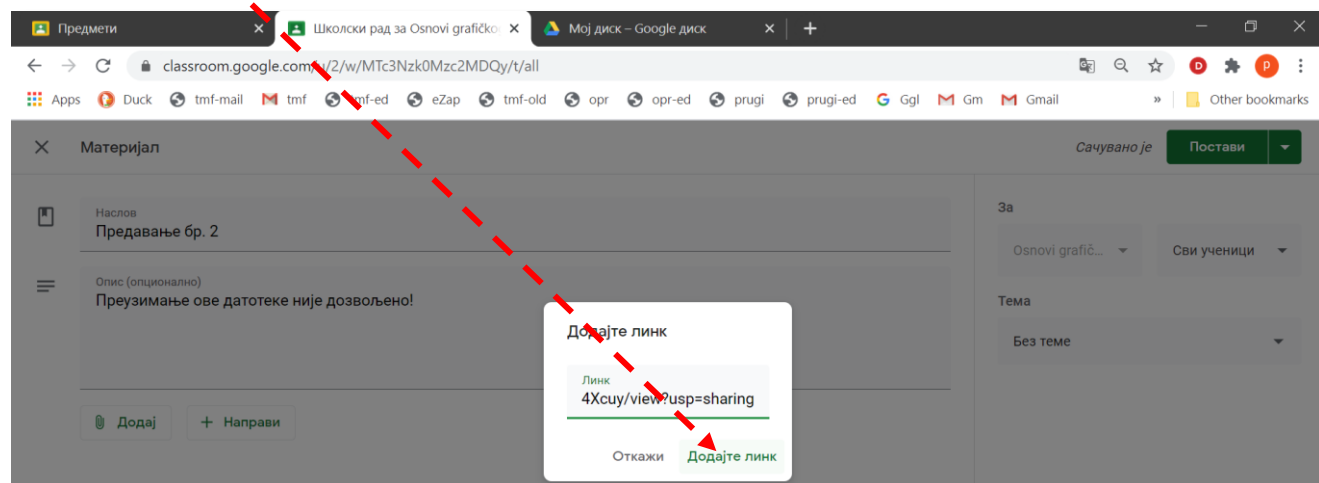 Предмети
Школски рад за Osnovi grafičko
Мој диск – Google диск
classroom.google.com/u/2/w/MTc3Nzk0Mzc2MDQy/t/all
Apps Duck tmf-mail tmf tmf-ed eZap tmf-old opr opr-ed prugi prugi-ed Ggl Gm Gmail » Other bookmarks
Материјал
Сачувано је
Постави
Наслов
Предавање бр. 2
Опис (опционално)
Преузимање ове датотеке није дозвољено!
Додај
Направи
За
Osnovi grafič...
Сви ученици
Тема
Без теме
Додајте линк
Линк
4Xcuy/view?usp=sharing
Откажи
Додајте линк